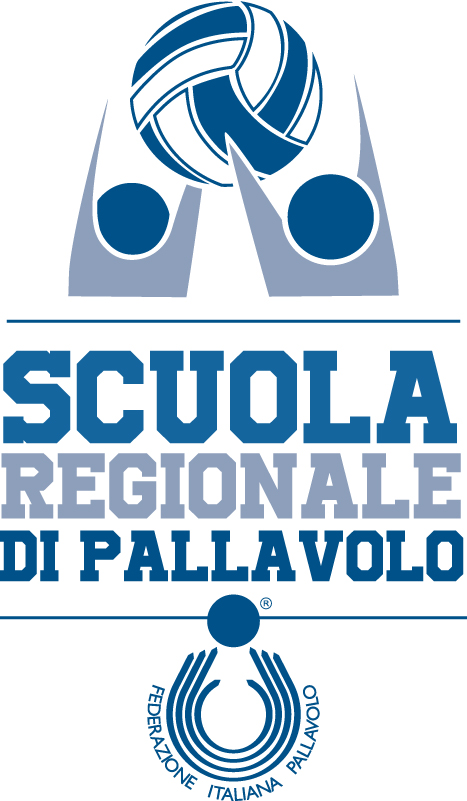 SCUOLA
REGIONALE
DI PALLAVOLO
®
FEDERAZIONE ITALIANA PALLAVOLO